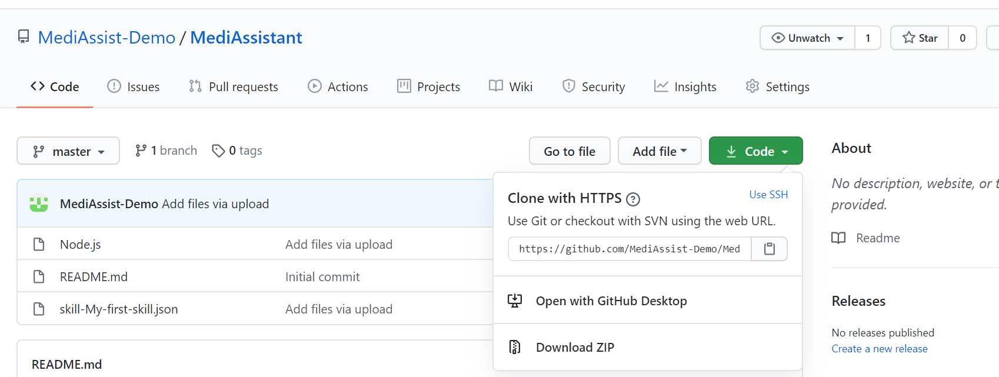 MediAssist-Demo / MediAssistant
Unwatch 1 Star 0
Code Issues Pull requests Actions Projects Wiki Security Insights Settings
master 1 branch 0 tags Go to file Add file Code
MediAssist-Demo Add files via upload
Node.js Add files via upload
README.md Initial commit
skill-My-first-skill.json Add files via upload
README.md
Clone with HTTPS ? Use SSH
Use Git or checkout with SVN using the web URL.
https://github.com/MediAssist-Demo/Med
Open with GitHub Desktop
Download ZIP
About
No description, website, or t
provided.
Readme
Releases
No releases published
Create a new release